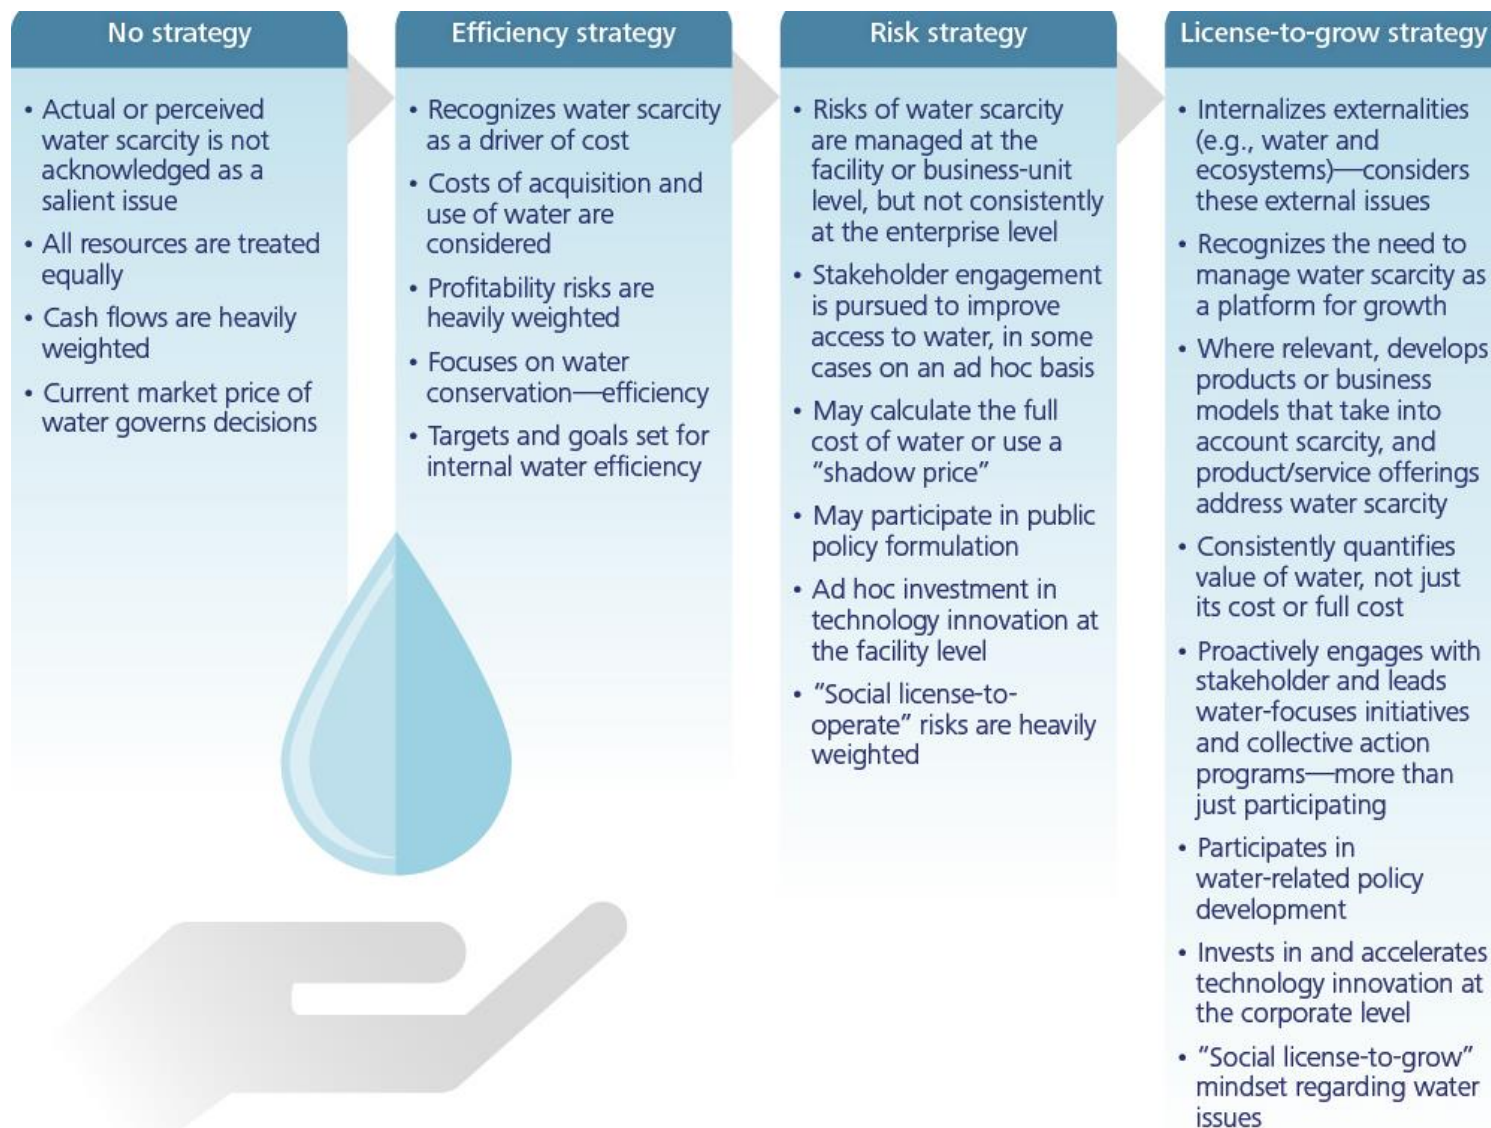 No strategy
• Actual or perceived
water scarcity is not
acknowledged as a
salient issue
• All resources are treated
equally
• Cash flows are heavily
weighted
• Current market price of
water governs decisions
Efficiency strategy
• Recognizes water scarcity
as a driver of cost
• Costs of acquisition and
use of water are
considered
• Profitability risks are
heavily weighted
• Focuses on water
conservation—efficiency
• Targets and goals set for
internal water efficiency
Risk strategy
• Risks of water scarcity
are managed at the
facility or business-unit
level, but not consistently
at the enterprise level
• Stakeholder engagement
is pursued to improve
access to water, in some
cases on an ad hoc basis
• May calculate the full
cost of water or use a
“shadow price”
• May participate in public
policy formulation
• Ad hoc investment in
technology innovation at
the facility level
• “Social license-to-
operate” risks are heavily
weighted
License-to-grow strategy
• Internalizes externalities
(e.g., water and
ecosystems)—considers
these external issues
• Recognizes the need to
manage water scarcity as
a platform for growth
• Where relevant, develops
products or business
models that take into
account scarcity, and
product/service offerings
address water scarcity
• Consistently quantifies
value of water, not just
its cost or full cost
• Proactively engages with
stakeholder and leads
water-focuses initiatives
and collective action
programs—more than
just participating
• Participates in
water-related policy
development
• Invests in and accelerates
technology innovation at
the corporate level
• “Social license-to-grow”
mindset regarding water
issues